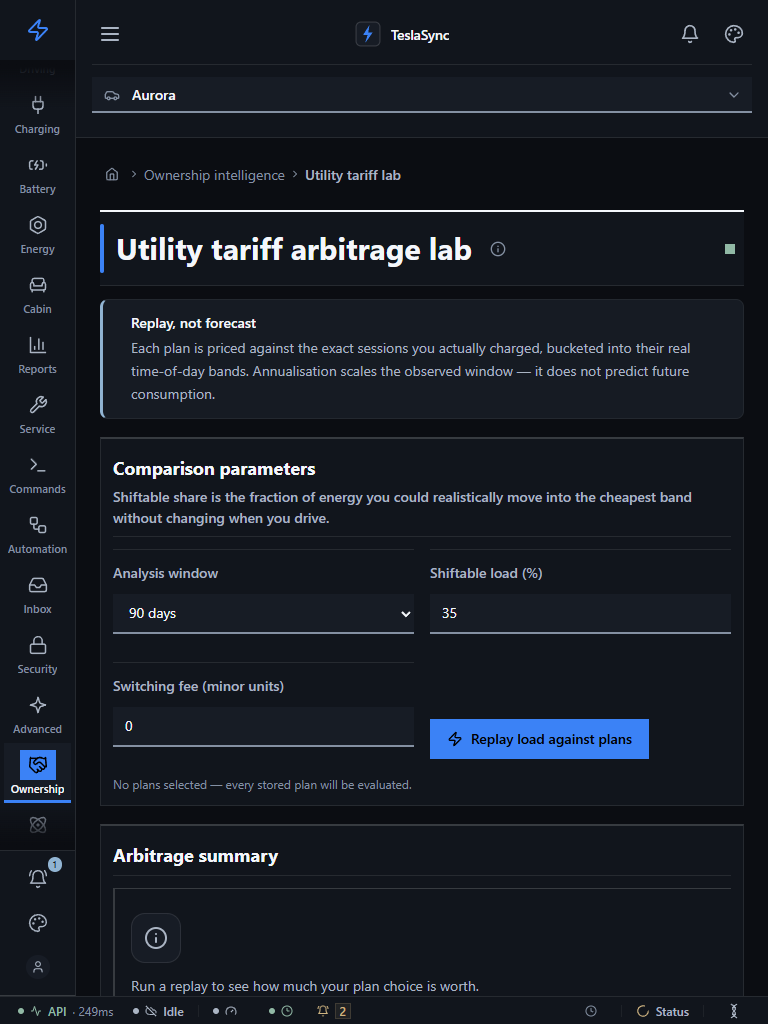 TeslaSync
Driving
Aurora
Charging
Battery
Energy
Cabin
Reports
Service
Commands
Automation
Inbox
Security
Advanced
Ownership
1
Ownership intelligence
Utility tariff lab
Utility tariff arbitrage lab
Replay, not forecast
Each plan is priced against the exact sessions you actually charged, bucketed into their real
time-of-day bands. Annualisation scales the observed window — it does not predict future
consumption.
Comparison parameters
Shiftable share is the fraction of energy you could realistically move into the cheapest band
without changing when you drive.
Analysis window
90 days
Shiftable load (%)
35
Switching fee (minor units)
0
Replay load against plans
No plans selected — every stored plan will be evaluated.
Arbitrage summary
Run a replay to see how much your plan choice is worth.
API · 249ms
Idle
2
Status